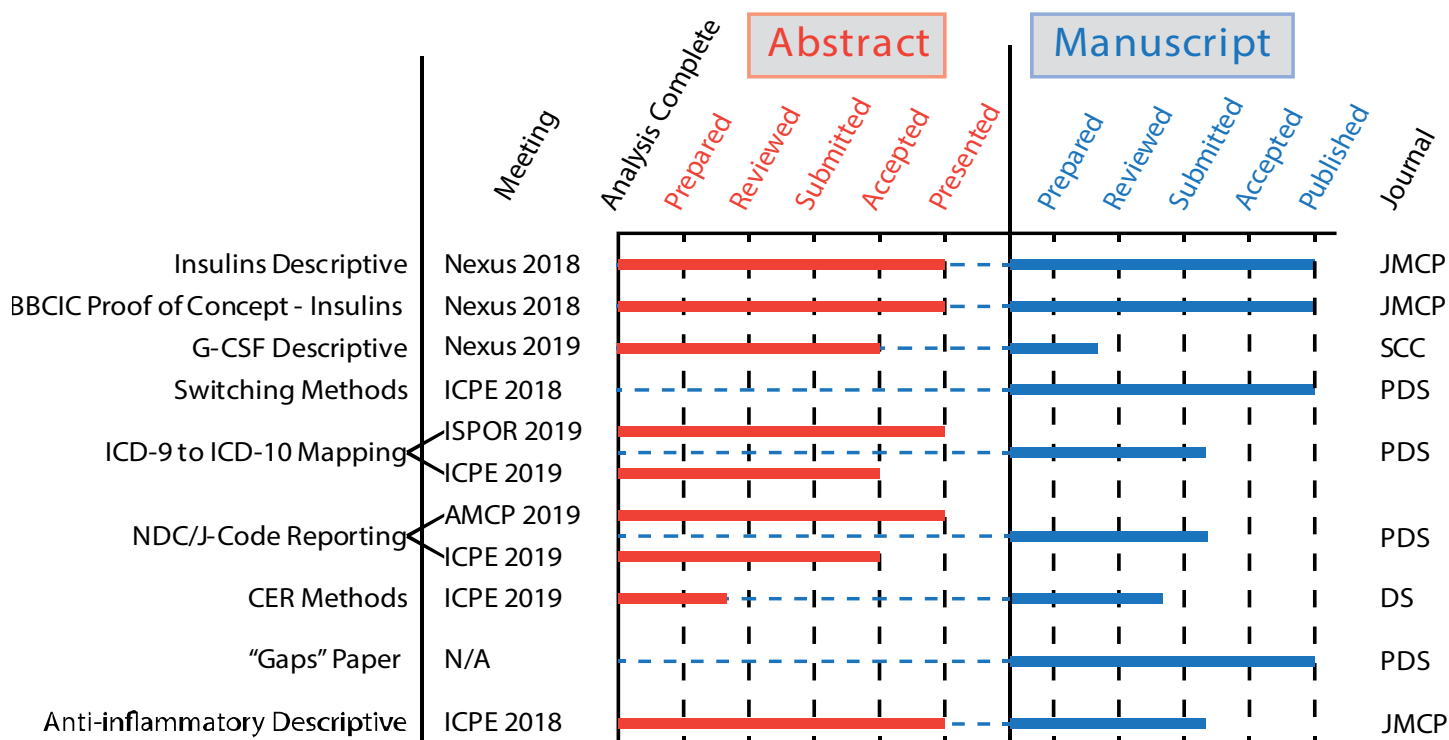 Abstract
Manuscript
Meeting
Analysis Complete
Prepared
Reviewed
Submitted
Accepted
Presented
Prepared
Reviewed
Submitted
Accepted
Published
Journal
Insulins Descriptive Nexus 2018 JMCP
BBCIC Proof of Concept - Insulins Nexus 2018 JMCP
G-CSF Descriptive Nexus 2019 SCC
Switching Methods ICPE 2018 PDS
ISPOR 2019
ICD-9 to ICD-10 Mapping PDS
ICPE 2019
AMCP 2019
NDC/J-Code Reporting PDS
ICPE 2019
CER Methods ICPE 2019 DS
“Gaps” Paper N/A PDS
Anti-inflammatory Descriptive ICPE 2018 JMCP